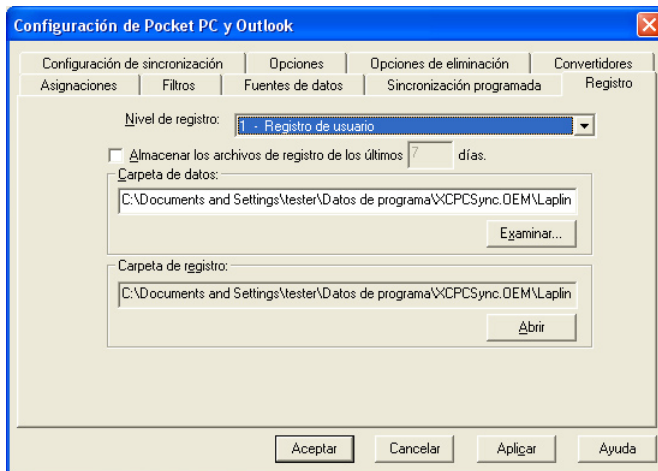 Configuración de Pocket PC y Outlook
Configuración de sincronización Opciones Opciones de eliminación Convertidores
Asignaciones Filtros Fuentes de datos Sincronización programada Registro
Nivel de registro: 1 - Registro de usuario
Almacenar los archivos de registro de los últimos 7 días.
Carpeta de datos:
C:\Documents and Settings\tester\Datos de programa\XCPCSync.OEM\Laplin
Examinar...
Carpeta de registro:
C:\Documents and Settings\tester\Datos de programa\XCPCSync.OEM\Laplin
Abrir
Aceptar Cancelar Aplicar Ayuda